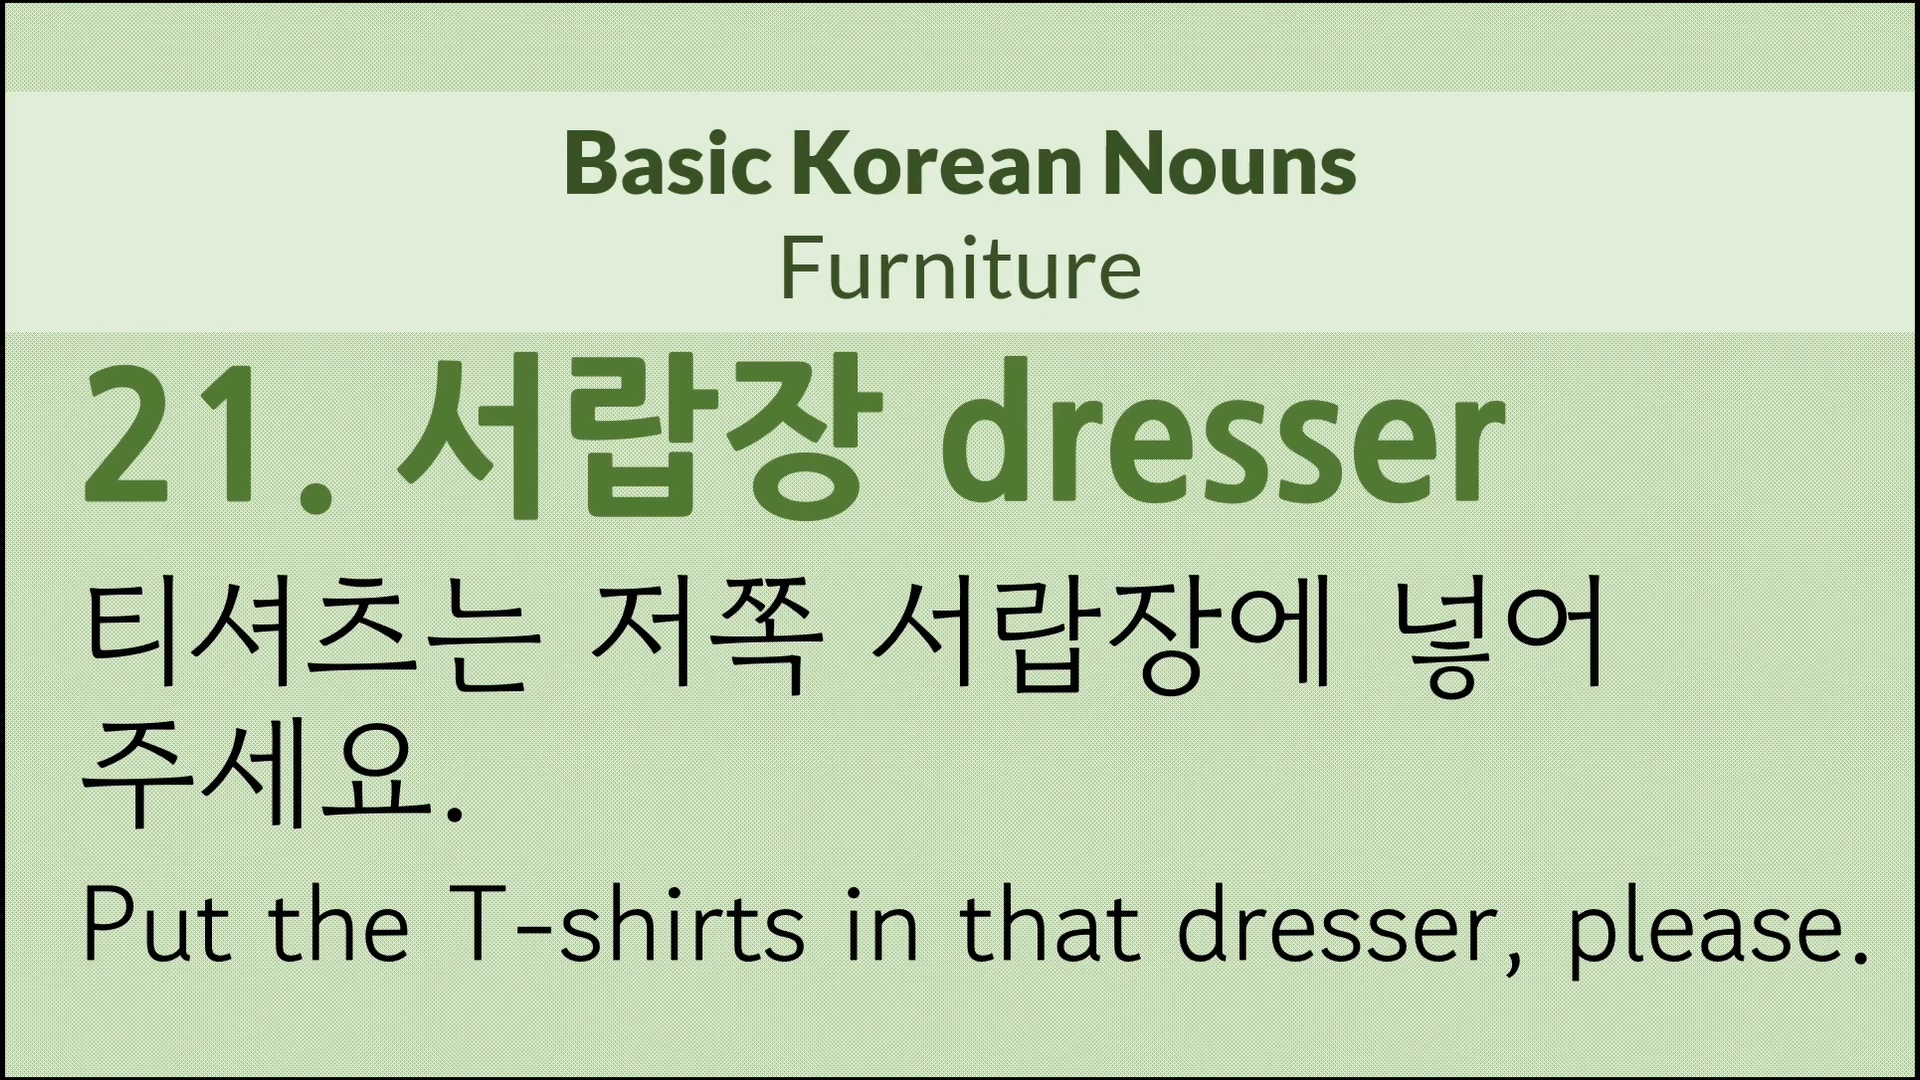 Basic Korean Nouns
Furniture
21. 서랍장 dresser
티셔츠는 저쪽 서랍장에 넣어
주세요.
Put the T-shirts in that dresser, please.